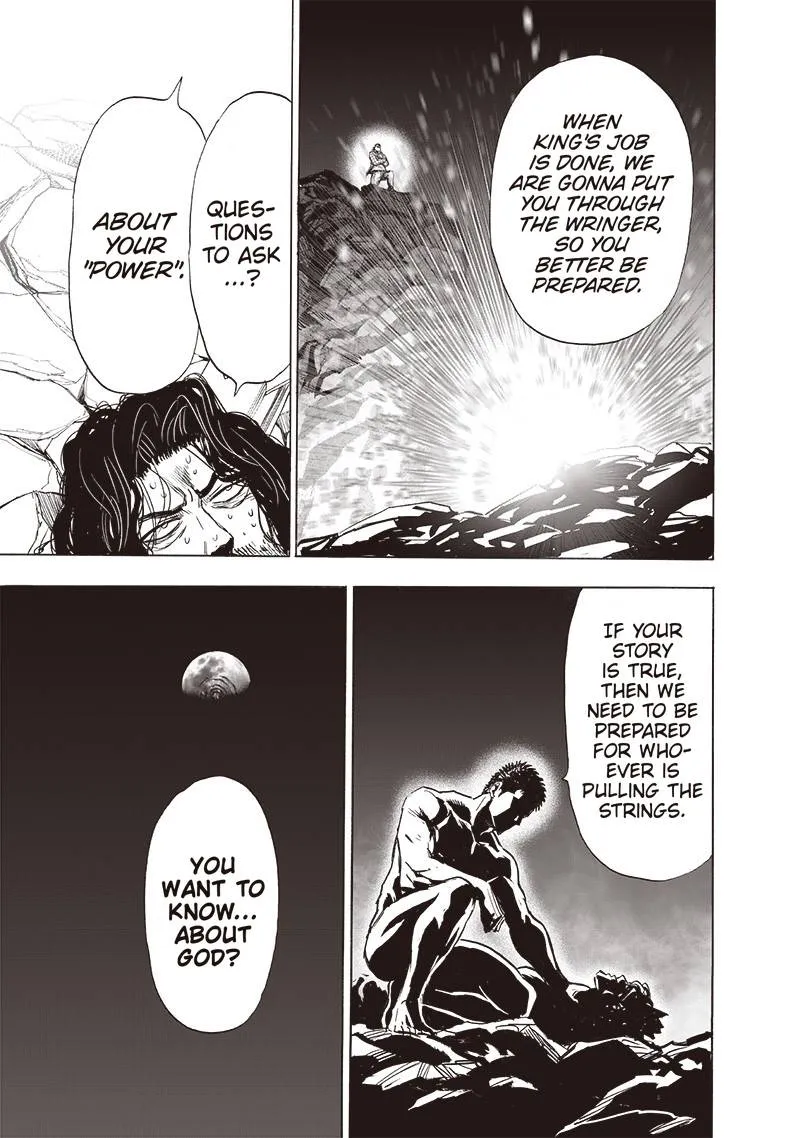 WHEN
KING'S JOB
IS DONE, WE
ARE GONNA PUT
YOU THROUGH
THE WRINGER,
SO YOU
BETTER BE
PREPARED.
QUES-
TIONS
TO ASK
...?
ABOUT
YOUR
"POWER".
IF YOUR
STORY
IS TRUE,
THEN WE
NEED TO BE
PREPARED
FOR WHO-
EVER IS
PULLING THE
STRINGS.
YOU
WANT TO
KNOW...
ABOUT
GOD?